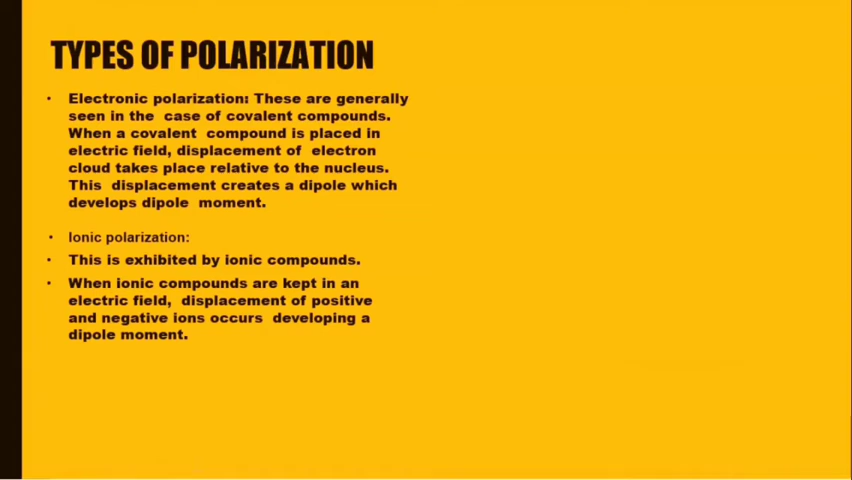 TYPES OF POLARIZATION
• Electronic polarization: These are generally
seen in the case of covalent compounds.
When a covalent compound is placed in
electric field, displacement of electron
cloud takes place relative to the nucleus.
This displacement creates a dipole which
develops dipole moment.
• Ionic polarization:
• This is exhibited by ionic compounds.
• When ionic compounds are kept in an
electric field, displacement of positive
and negative ions occurs developing a
dipole moment.